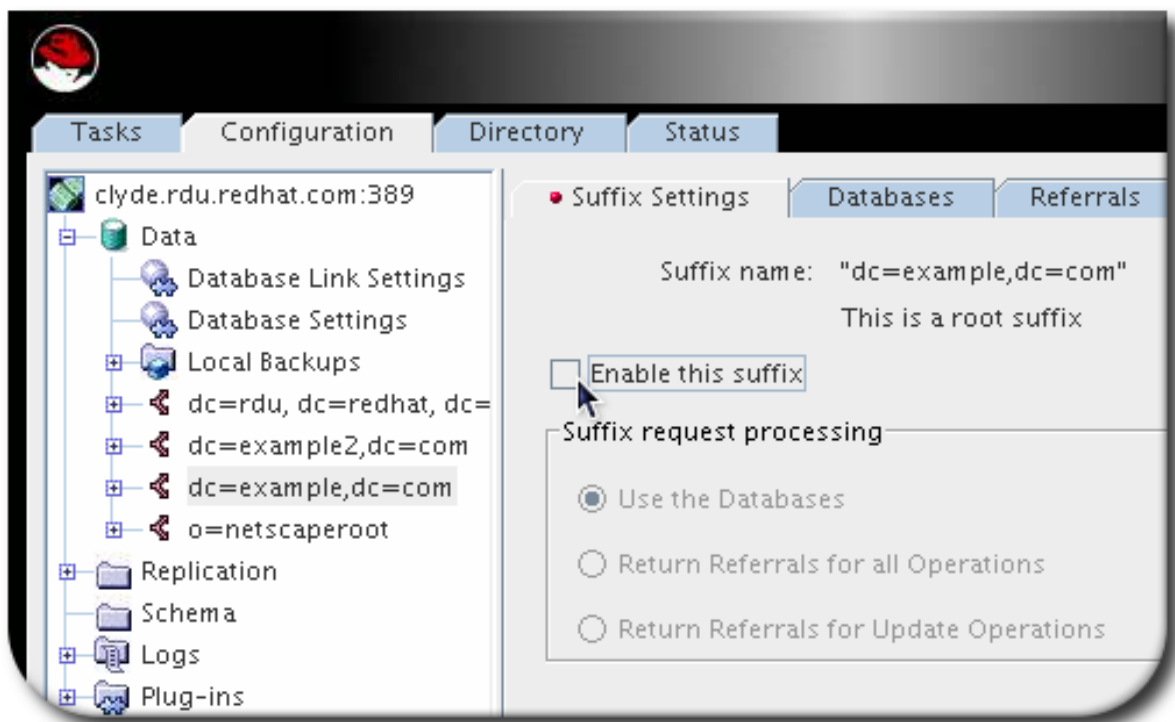 Tasks Configuration Directory Status
clyde.rdu.redhat.com:389
Data
Database Link Settings
Database Settings
Local Backups
dc=rdu, dc=redhat, dc=
dc=example2,dc=com
dc=example,dc=com
o=netscaperoot
Replication
Schema
Logs
Plug-ins
Suffix Settings Databases Referrals
Suffix name: "dc=example,dc=com"
This is a root suffix
Enable this suffix
Suffix request processing
Use the Databases
Return Referrals for all Operations
Return Referrals for Update Operations